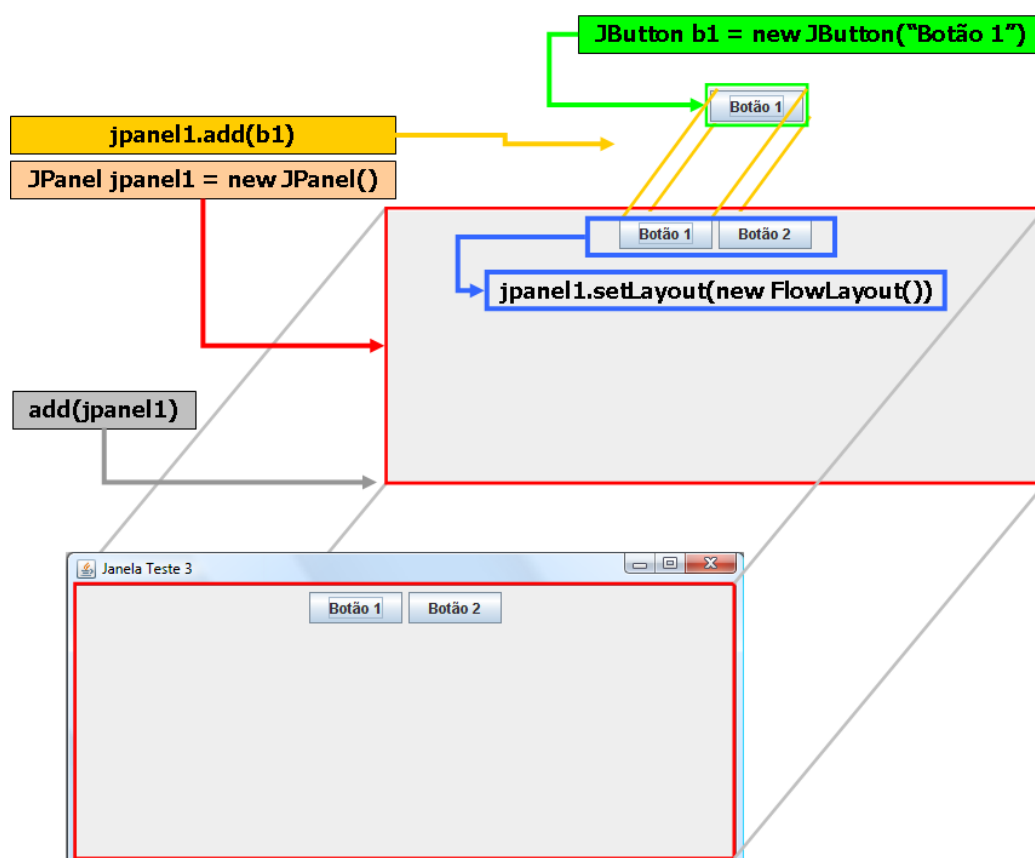 JButton b1 = new JButton(“Botão 1”)
Botão 1
jpanel1.add(b1)
JPanel jpanel1 = new JPanel()
Botão 1 Botão 2
jpanel1.setLayout(new FlowLayout())
add(jpanel1)
Janela Teste 3
Botão 1 Botão 2